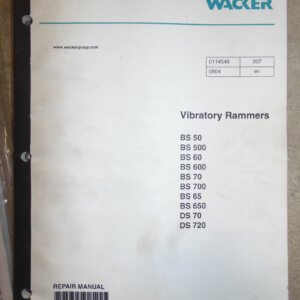 WACKER
www.wackergroup.com
0114549 007
0904 en
Vibratory Rammers
BS 50
BS 500
BS 60
BS 600
BS 70
BS 700
BS 65
BS 650
DS 70
DS 720
REPAIR MANUAL